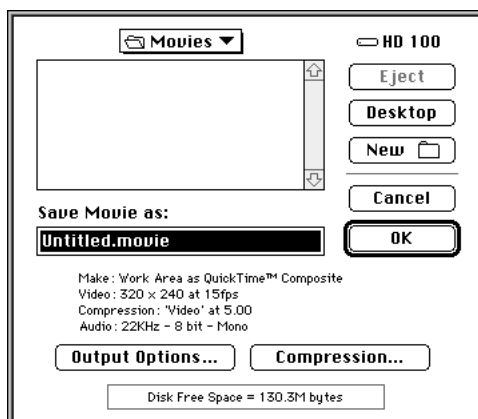 Movies
HD 100
Eject
Desktop
New
Cancel
Save Movie as:
Untitled.movie
OK
Make: Work Area as QuickTime™ Composite
Video: 320 × 240 at 15fps
Compression: 'Video' at 5.00
Audio: 22KHz - 8 bit - Mono
Output Options...
Compression...
Disk Free Space = 130.3M bytes